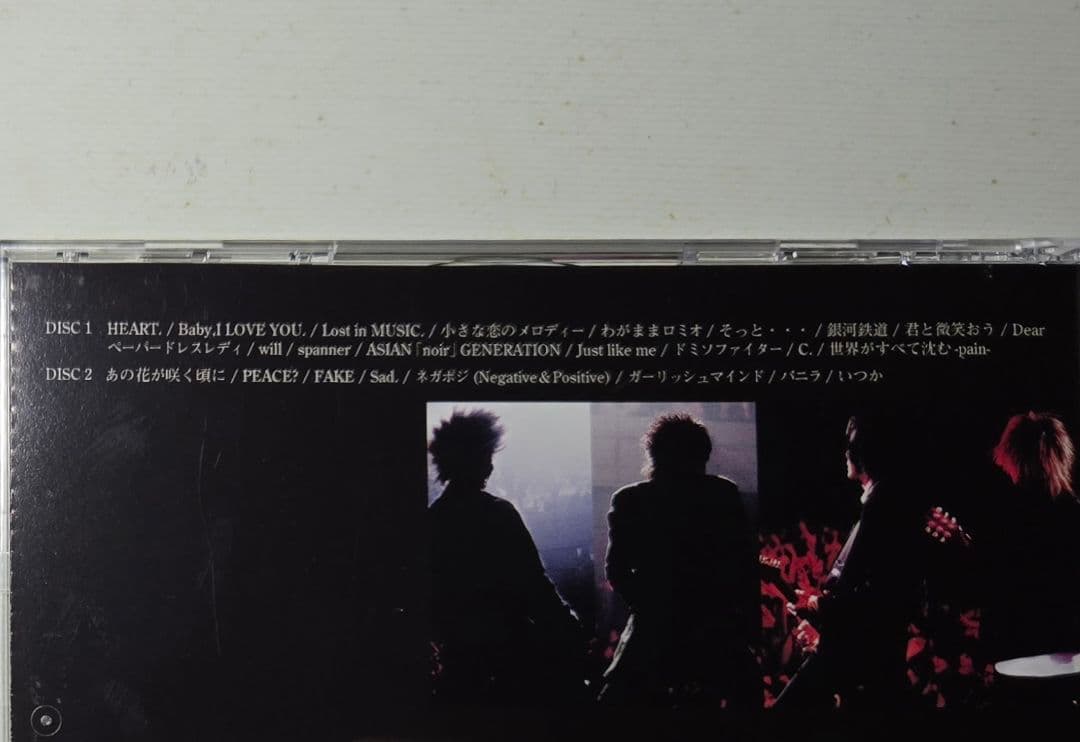 DISC 1 HEART. / Baby,I LOVE YOU. / Lost in MUSIC. / 小さな恋のメロディー / わがままロミオ / そっと・・・ / 銀河鉄道 / 君と微笑おう / Dear
ペーパードレスレディ / will / spanner / ASIAN「noir」GENERATION / Just like me / ドミソファイター / C. / 世界がすべて沈む -pain-
DISC 2 あの花が咲く頃に / PEACE? / FAKE / Sad. / ネガポジ (Negative&Positive) / ガーリッシュマインド / バニラ / いつか